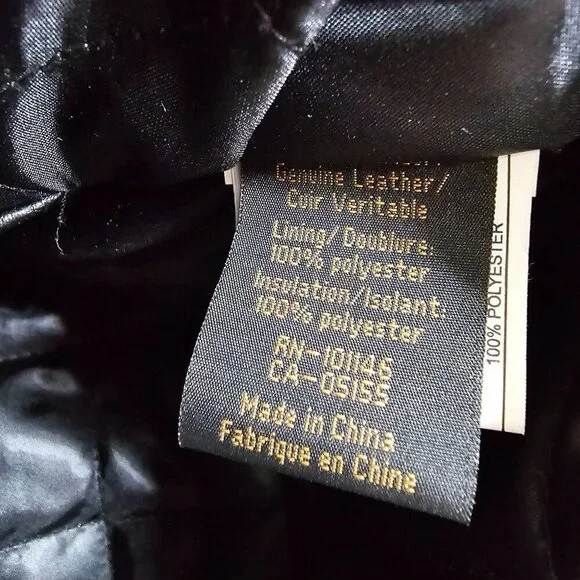 Genuine Leather/
Cuir Veritable
Lining/Doublure:
100% polyester
Insulation/Isolant:
100% polyester
RN-101146
CA-05155
Made in China
Fabrique en Chine
100% POLYESTER